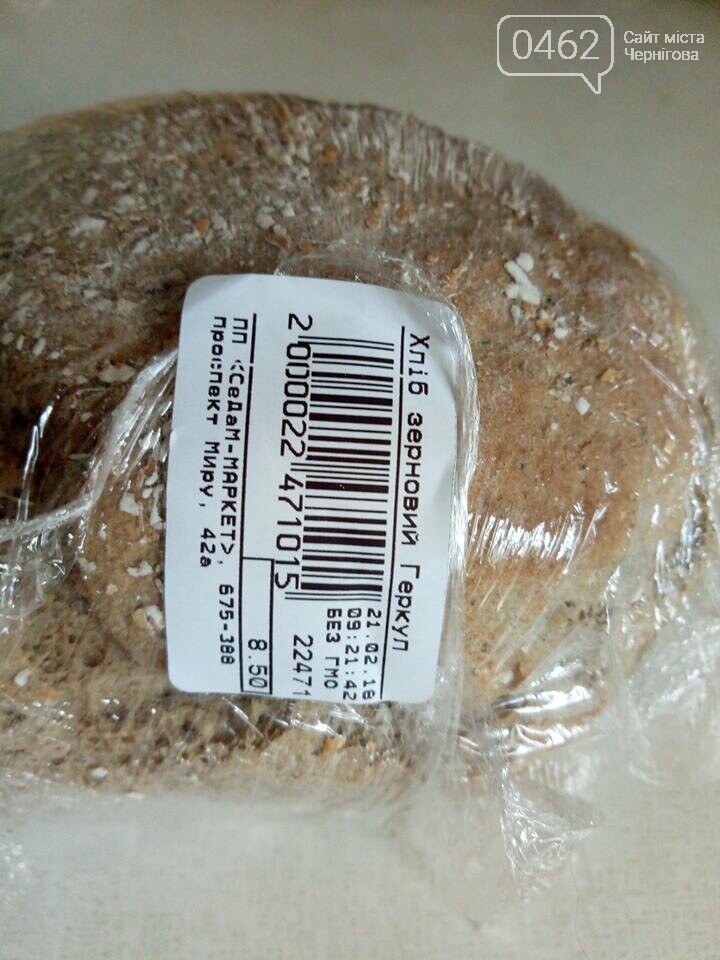 0462
Сайт міста
Чернігова
Хліб зерновий Геркул
21.02.18
09:21:42
БЕЗ ГМО
22471
2 000022 471015
8.50
ПП «СеДаМ-МАРКЕТ>, 675-388
проспект Миру, 42а